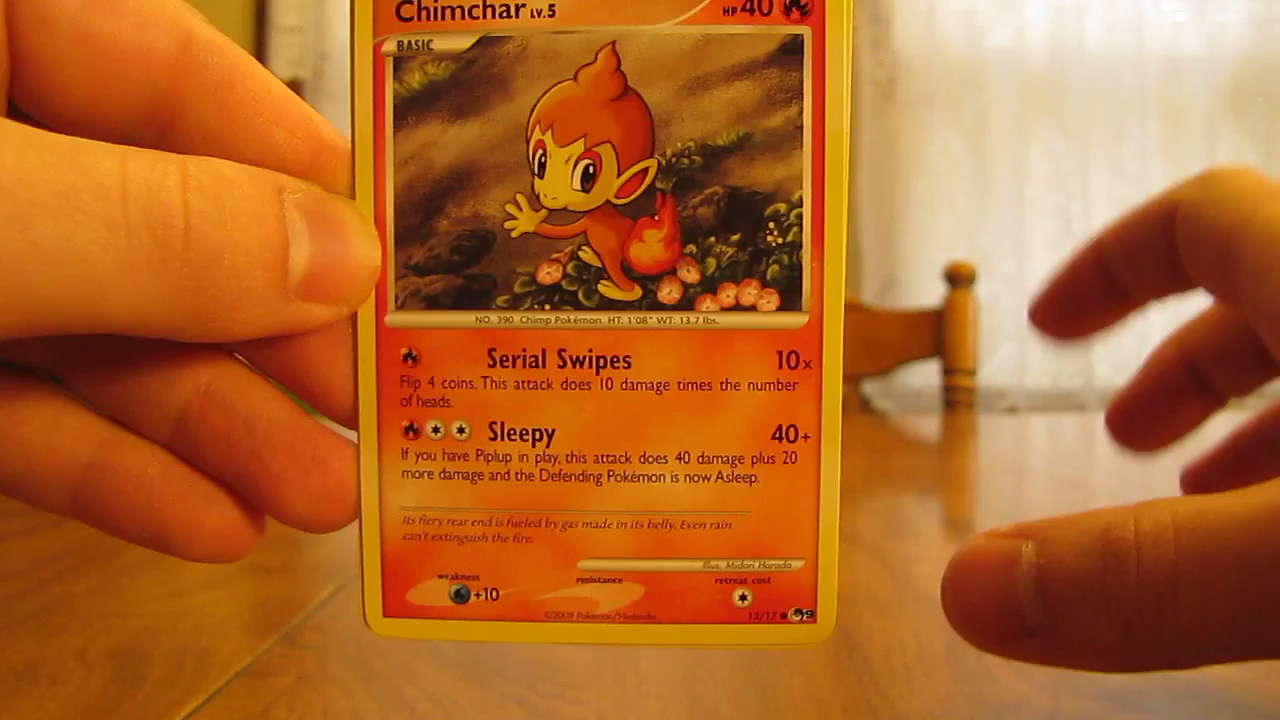 Chimchar LV.5 HP 40
BASIC
NO. 390 Chimp Pokémon HT: 1'08" WT: 13.7 lbs.
Serial Swipes 10x
Flip 4 coins. This attack does 10 damage times the number
of heads.
Sleepy 40+
If you have Piplup in play, this attack does 40 damage plus 20
more damage and the Defending Pokémon is now Asleep.
Its fiery rear end is fueled by gas made in its belly. Even rain
can't extinguish the fire.
Illus. Midori Harada
weakness resistance retreat cost
+10
©2009 Pokémon/Nintendo 13/17 9